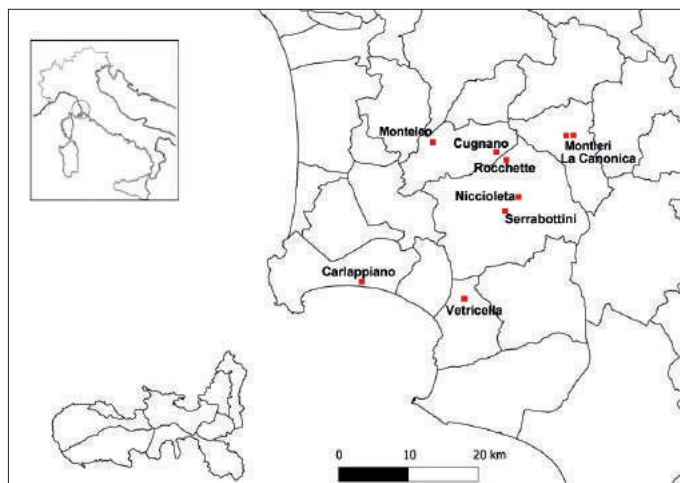 Monteleo
Cugnano
Montieri
La Canonica
Rocchette
Niccioleta
Serrabottini
Carlappiano
Vetricella
0 10 20 km